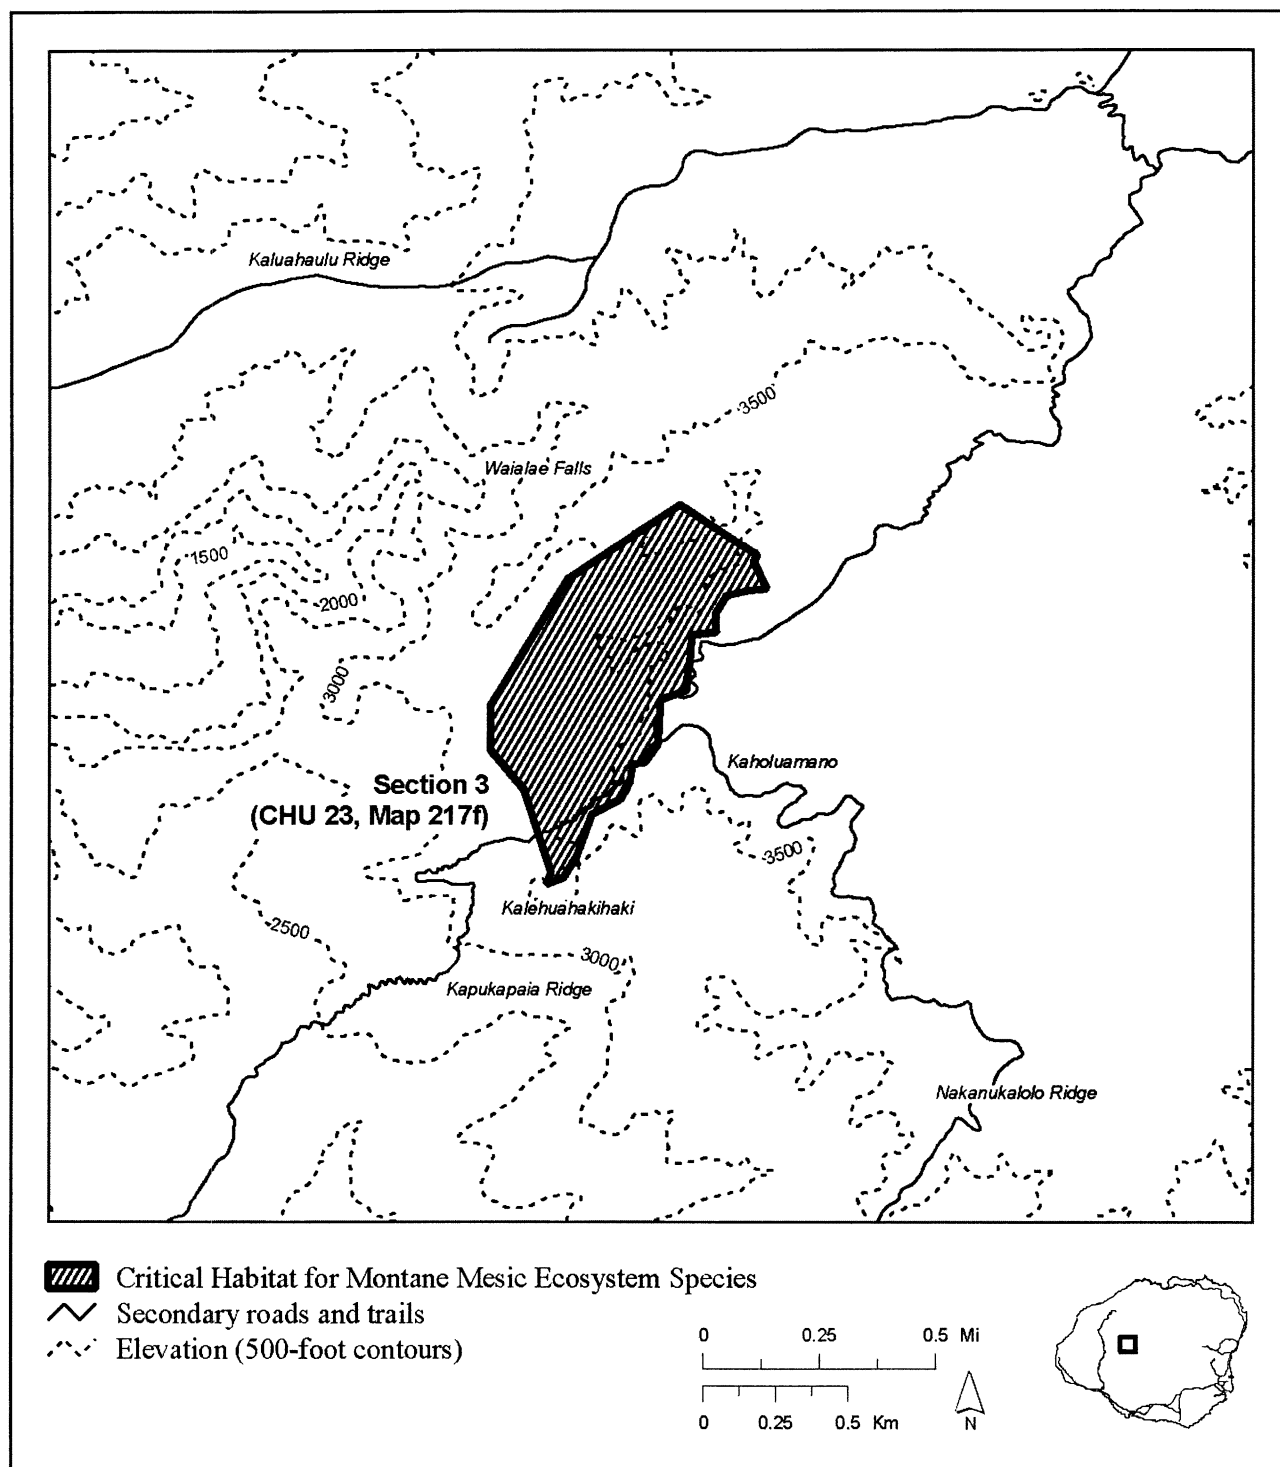 Kaluahaulu Ridge
3500
Waialae Falls
1500
2000
3000
Section 3
(CHU 23, Map 217f)
Kaholuamano
3500
Kalehuahakihaki
2500
3000
Kapukapaia Ridge
Nakanukalolo Ridge
Critical Habitat for Montane Mesic Ecosystem Species
Secondary roads and trails
Elevation (500-foot contours)
0 0.25 0.5 Mi
0 0.25 0.5 Km
N